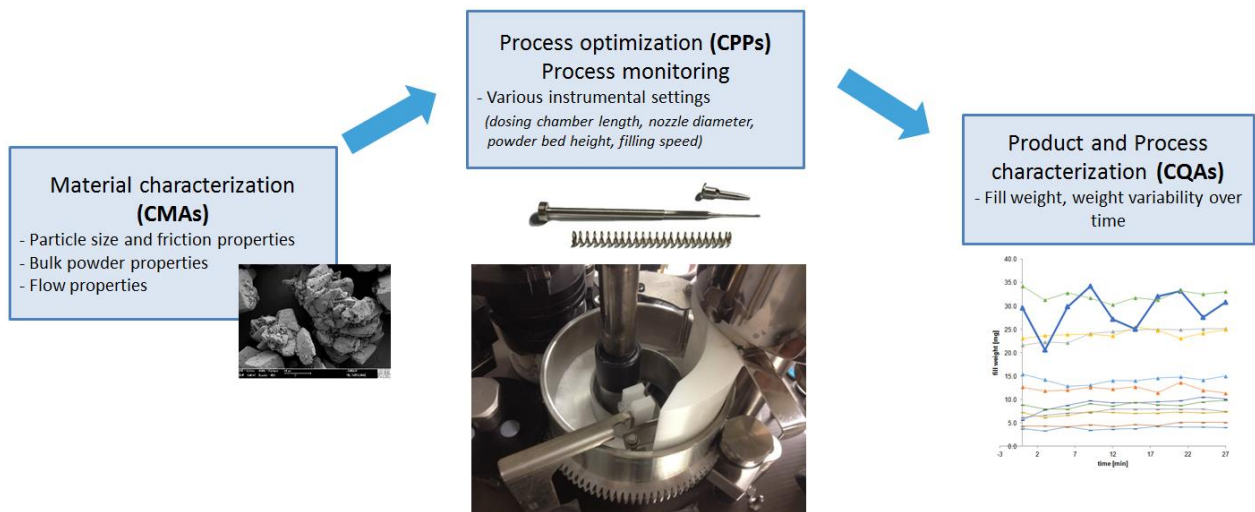 Material characterization
(CMAs)
- Particle size and friction properties
- Bulk powder properties
- Flow properties
Process optimization (CPPs)
Process monitoring
- Various instrumental settings
(dosing chamber length, nozzle diameter,
powder bed height, filling speed)
Product and Process
characterization (CQAs)
- Fill weight, weight variability over
time
40.0
35.0
30.0
25.0
20.0
15.0
10.0
5.0
0.0
fill weight [mg]
-3 2 7 12 17 22 27
time [min]